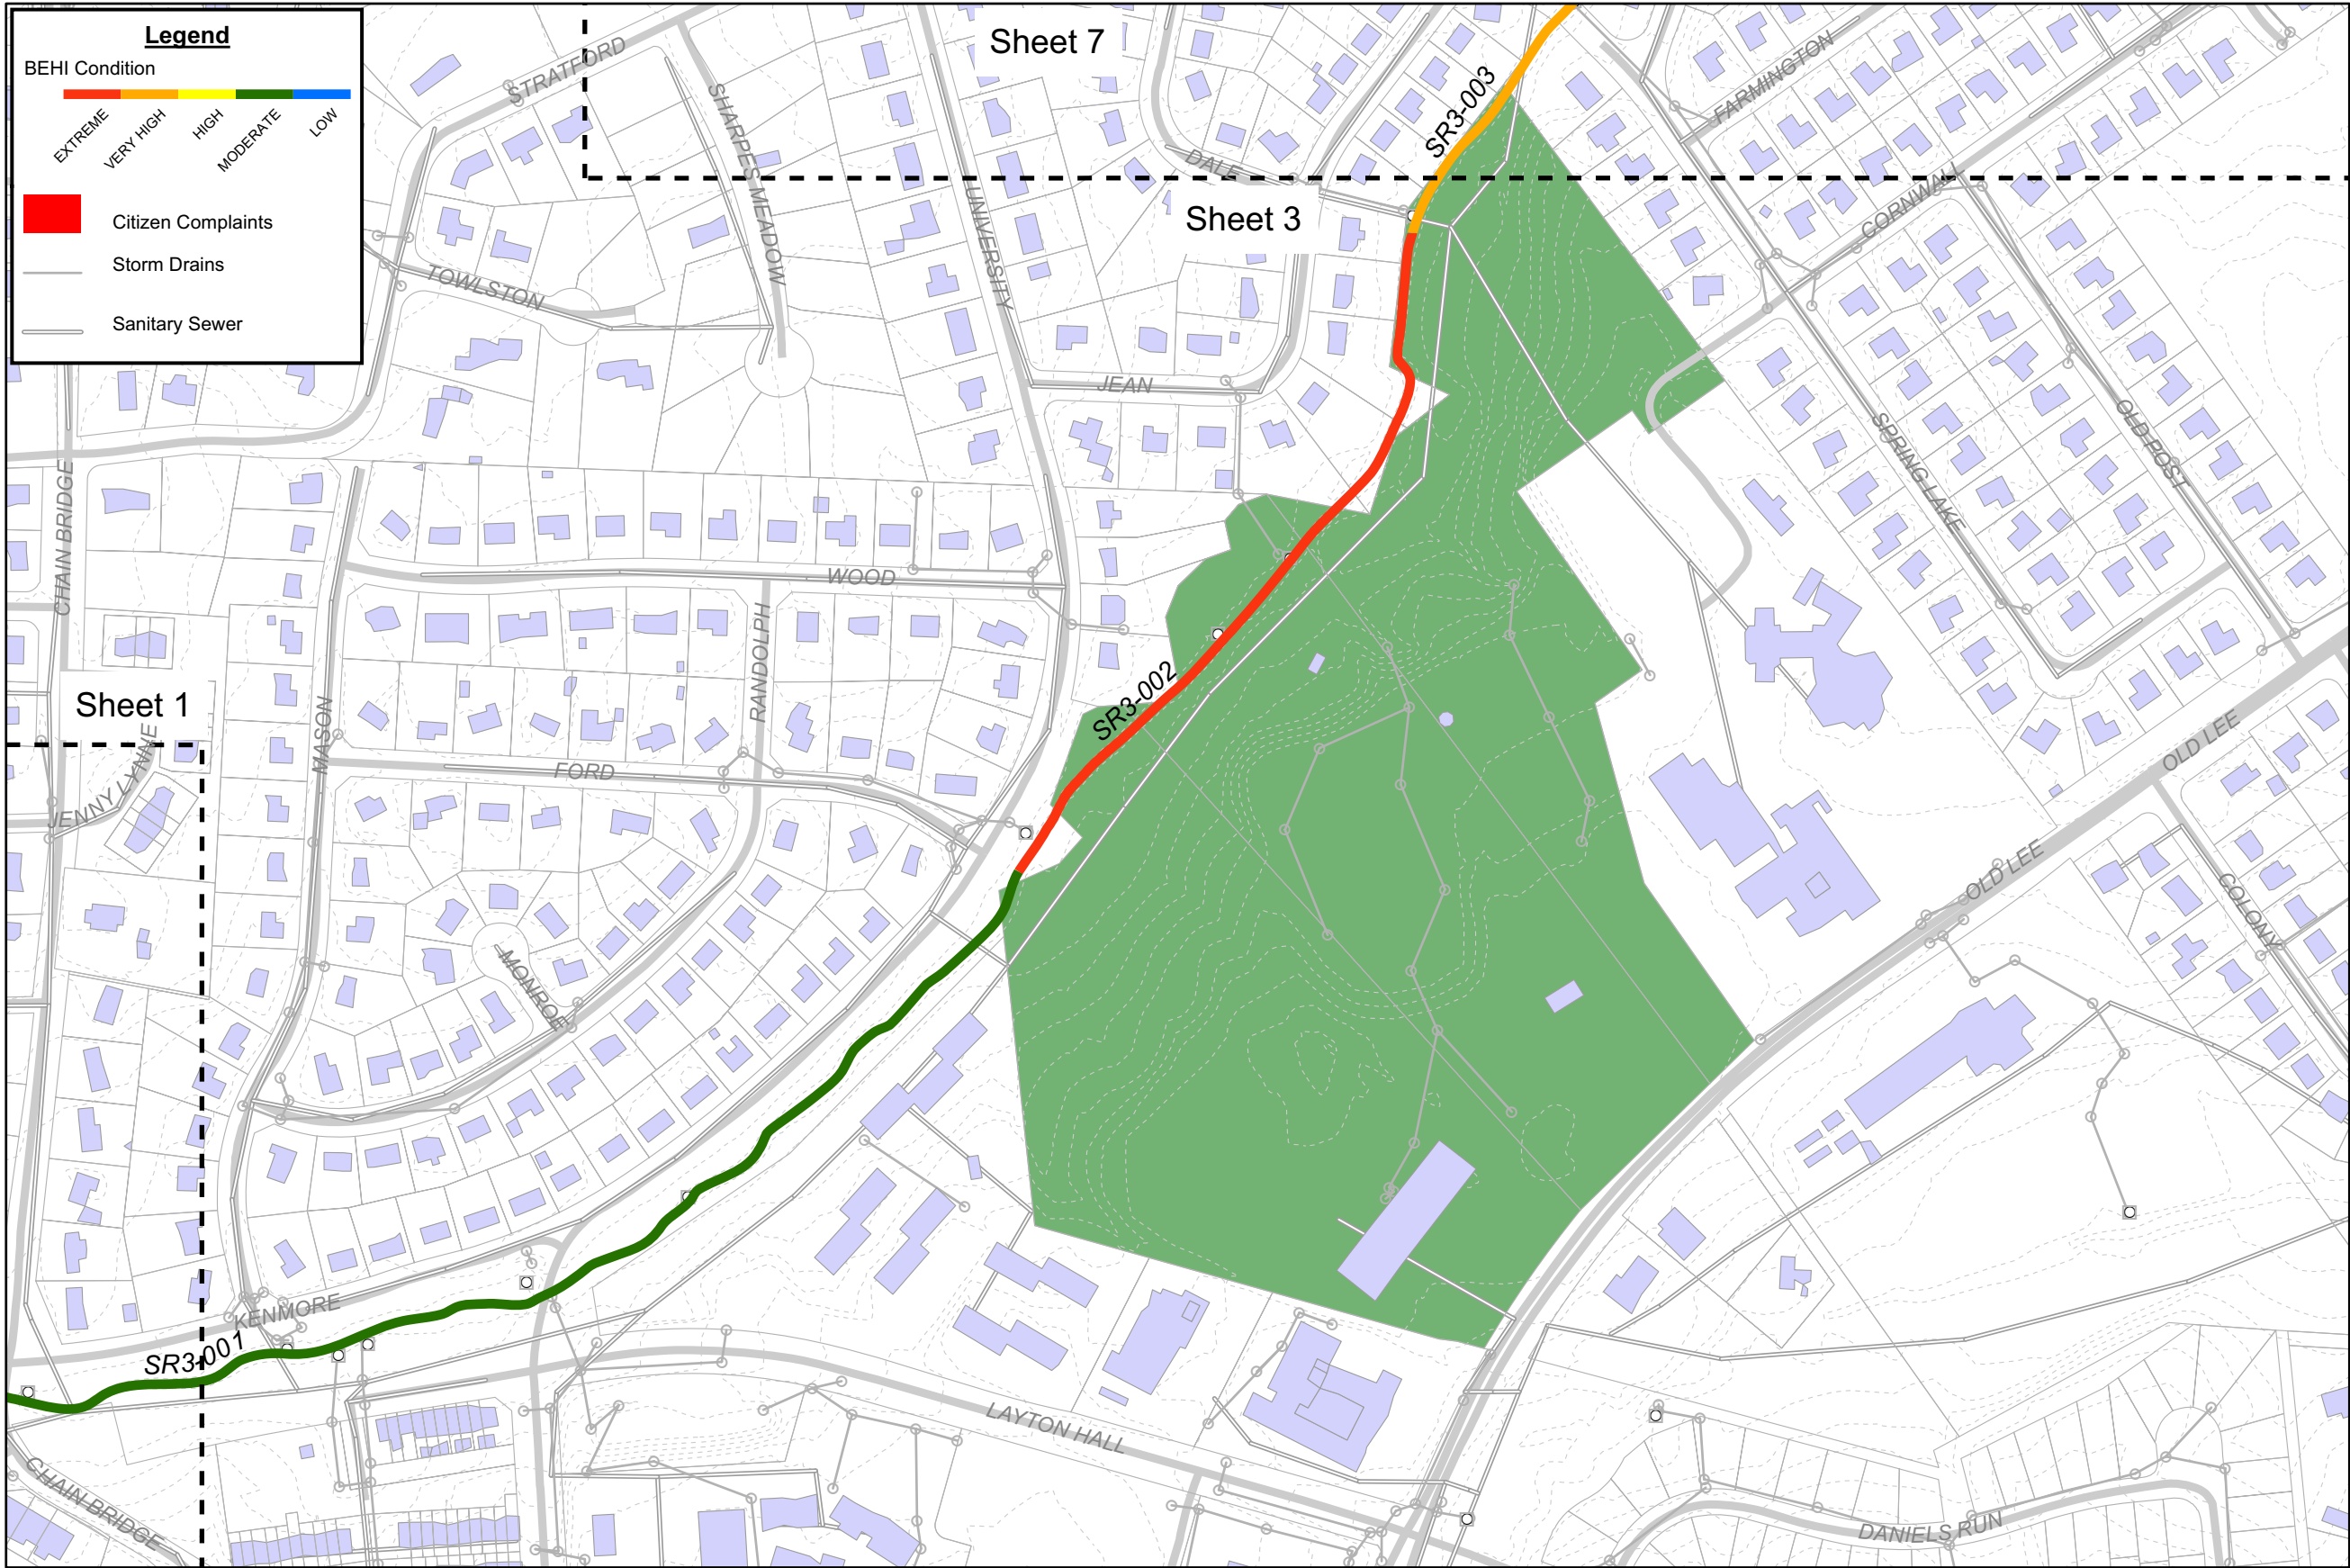 Legend
BEHI Condition
EXTREME
VERY HIGH
HIGH
MODERATE
LOW
Citizen Complaints
Storm Drains
Sanitary Sewer
Sheet 7
STRATFORD
SHARPES MEADOW
UNIVERSITY
DALE
SR3-003
FARMINGTON
CORNWALL
Sheet 3
TOWLSTON
JEAN
SPRING LAKE
OLD POST
CHAIN BRIDGE
WOOD
RANDOLPH
Sheet 1
MASON
SR3-002
JENNY LYNNE
FORD
OLD LEE
OLD LEE
COLONY
MONROE
KENMORE
SR3-001
LAYTON HALL
CHAIN BRIDGE
DANIELS RUN